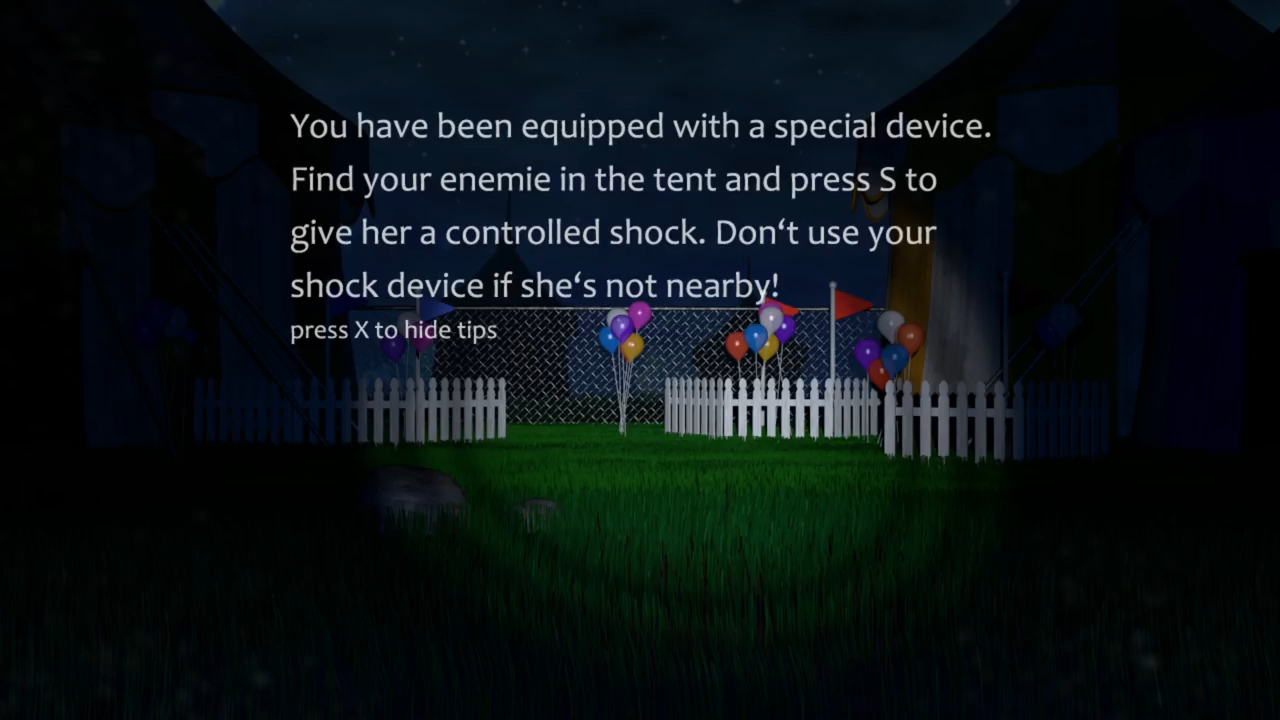 You have been equipped with a special device.
Find your enemie in the tent and press S to
give her a controlled shock. Don‘t use your
shock device if she‘s not nearby!
press X to hide tips